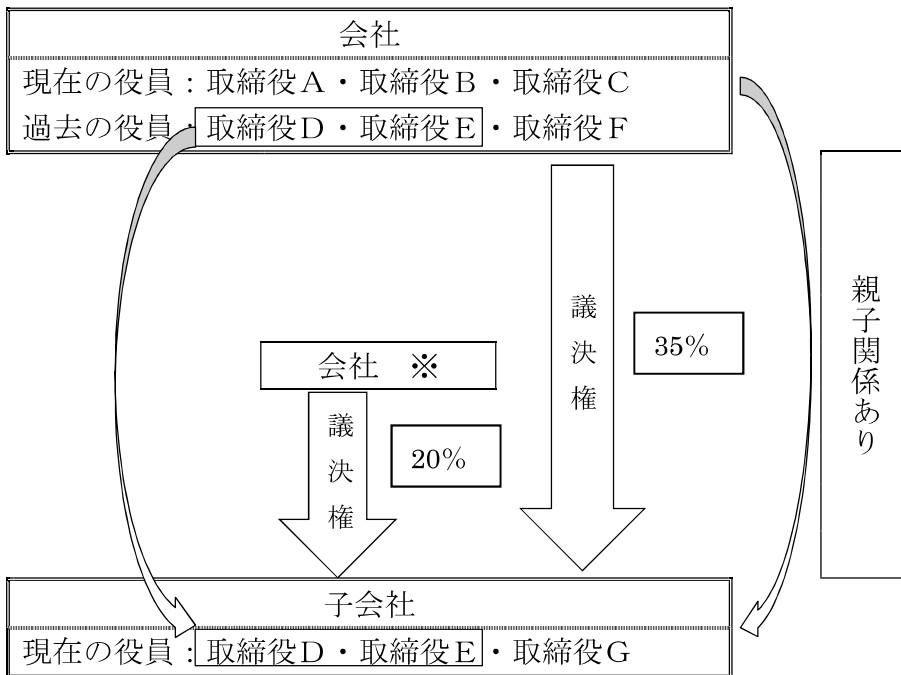 会社
現在の役員：取締役A・取締役B・取締役C
過去の役員：取締役D・取締役E・取締役F
議決権
35%
親子関係あり
会社　※
議決権
20%
子会社
現在の役員：取締役D・取締役E・取締役G